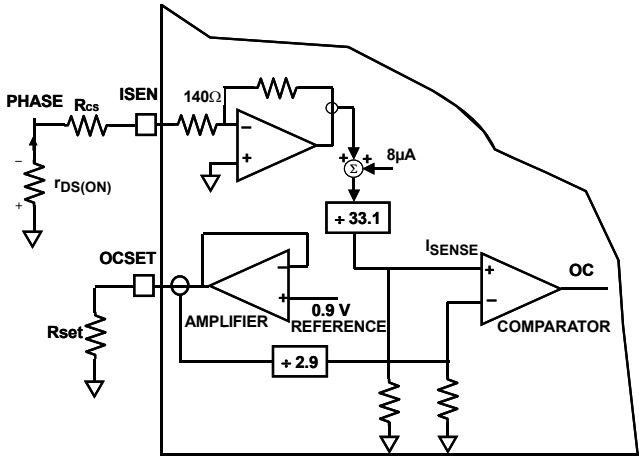 140Ω
ISEN
PHASE
Rcs
− +
+ +
8µA
Σ
− rDS(ON) +
÷ 33.1
ISENSE
OCSET
+ −
OC
− +
0.9 V
AMPLIFIER
REFERENCE
COMPARATOR
Rset
÷ 2.9